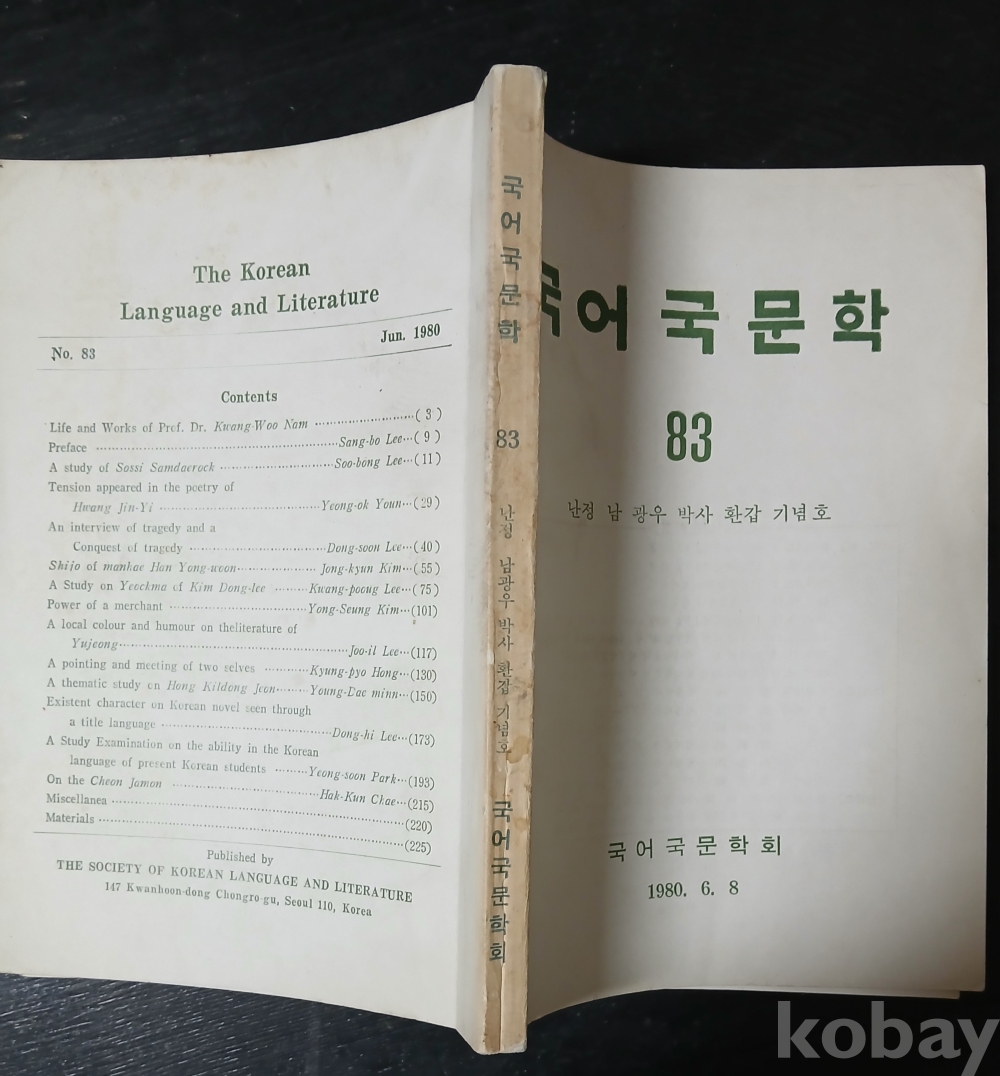 The Korean
Language and Literature
No. 83 Jun. 1980
Contents
Life and Works of Prof. Dr. Kwang-Woo Nam ……………(3)
Preface ……………Sang-bo Lee…(9)
A study of Sossi Samdaerock ……………Soo-bong Lee…(11)
Tension appeared in the poetry of
Hwang Jin-Yi ……………Yeong-ok Youn…(29)
An interview of tragedy and a
Conquest of tragedy ……………Dong-soon Lee…(40)
Shijo of manhae Han Yong-woon……………Jong-kyun Kim…(55)
A Study on Yeockma of Kim Dong-lee ………Kwang-poong Lee…(75)
Power of a merchant ……………Yong-Seung Kim…(101)
A local colour and humour on theliterature of
Yujeong……………Joo-il Lee…(117)
A pointing and meeting of two selves ………Kyung-pyo Hong…(130)
A thematic study on Hong Kildong Jeon………Young-Dae minn…(150)
Existent character on Korean novel seen through
a title language ……………Dong-hi Lee…(173)
A Study Examination on the ability in the Korean
language of present Korean students ………Yeong-soon Park…(193)
On the Cheon Jamon ……………Hak-Kun Chae…(215)
Miscellanea ……………(220)
Materials ……………(225)
Published by
THE SOCIETY OF KOREAN LANGUAGE AND LITERATURE
147 Kwanhoon-dong Chongro-gu, Seoul 110, Korea
국어국문학
83
난정 남광우 박사 환갑 기념호
국어국문학회
국어국문학
83
난정 남 광우 박사 환갑 기념호
국어국문학회
1980. 6. 8
kobay